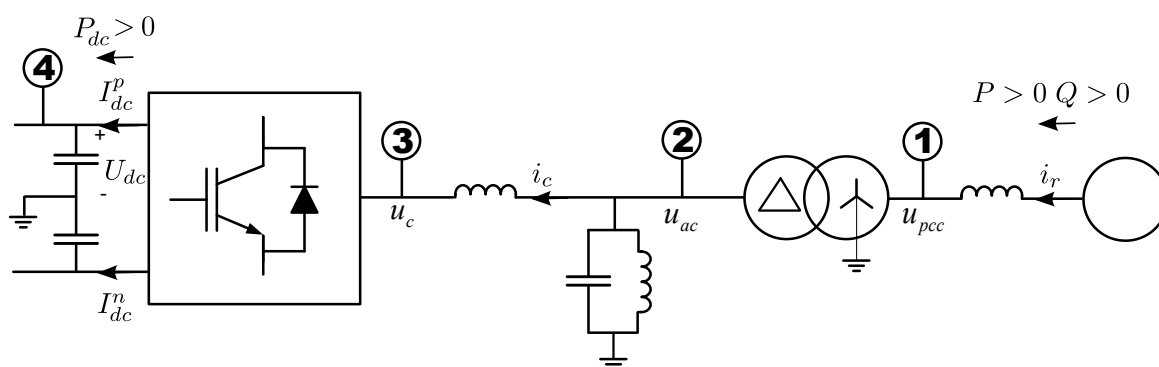 P_dc > 0
4
I_dc^p
+
U_dc
-
I_dc^n
3
u_c
i_c
2
u_ac
1
u_pcc
P > 0 Q > 0
i_r